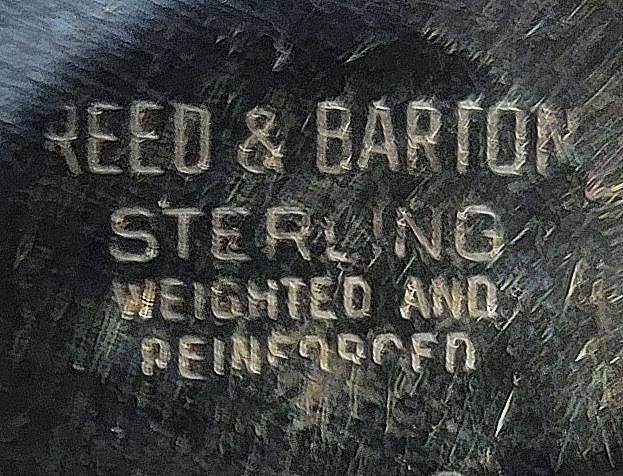 REED & BARTON
STERLING
WEIGHTED AND
REINFORCED